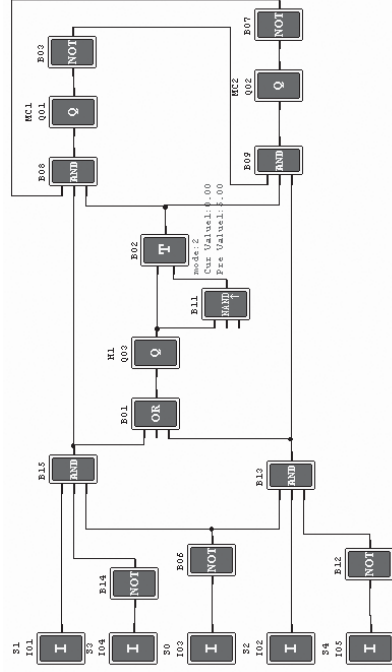 S1
I01
I
B15
AND
B08
AND
MC1
Q01
Q
B03
NOT
S3
I04
I
B14
NOT
B01
OR
H1
Q03
Q
B02
T
mode:2
Cur Value1:0.00
Pre Value1:
B11
NAND↑
S0
I03
I
B06
NOT
S2
I02
I
B13
AND
B09
AND
MC2
Q02
Q
B07
NOT
S4
I05
I
B12
NOT